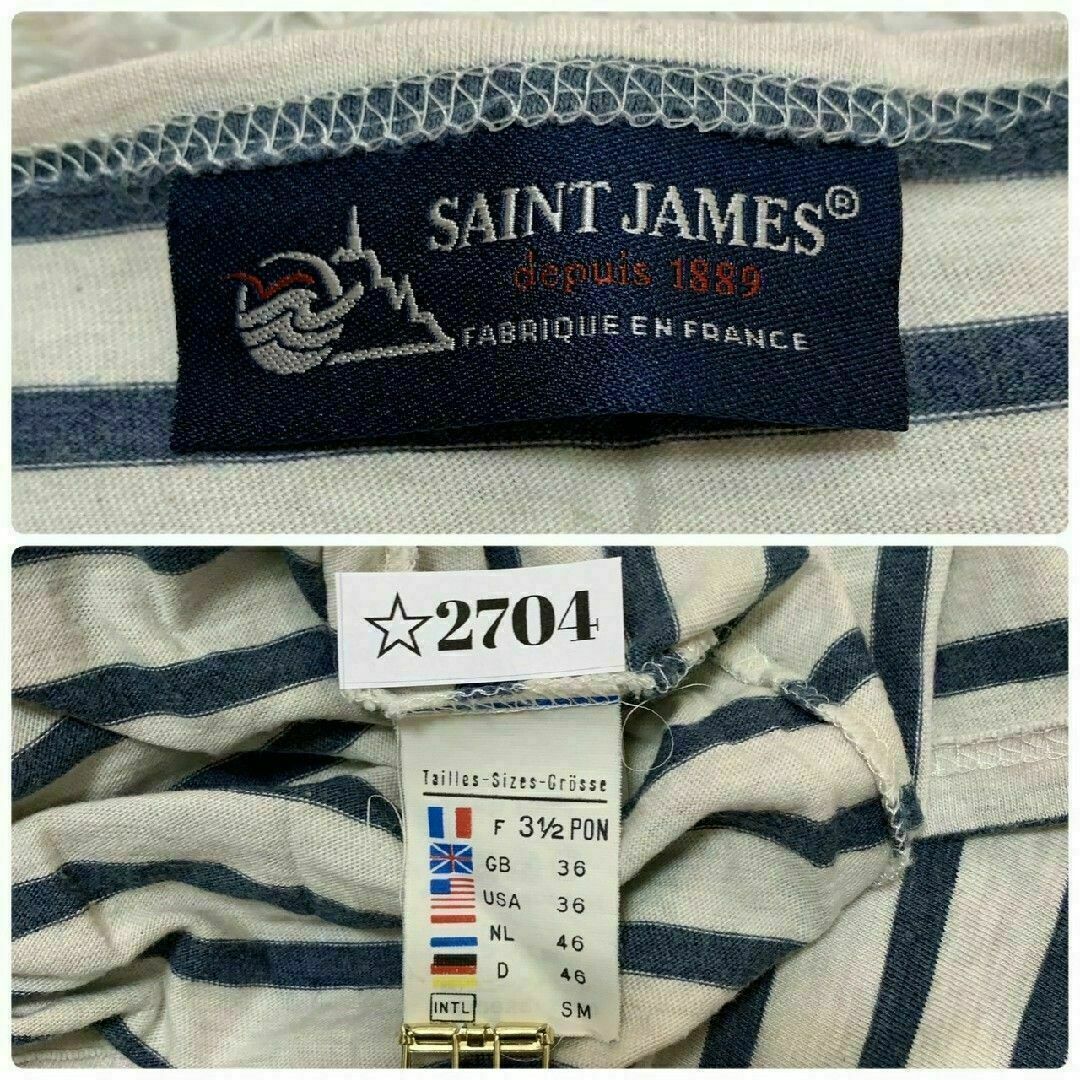 SAINT JAMES®
depuis 1889
FABRIQUE EN FRANCE
☆2704
Tailles-Sizes-Grösse
F 3½ PON
GB 36
USA 36
NL 46
D 46
INTL SM